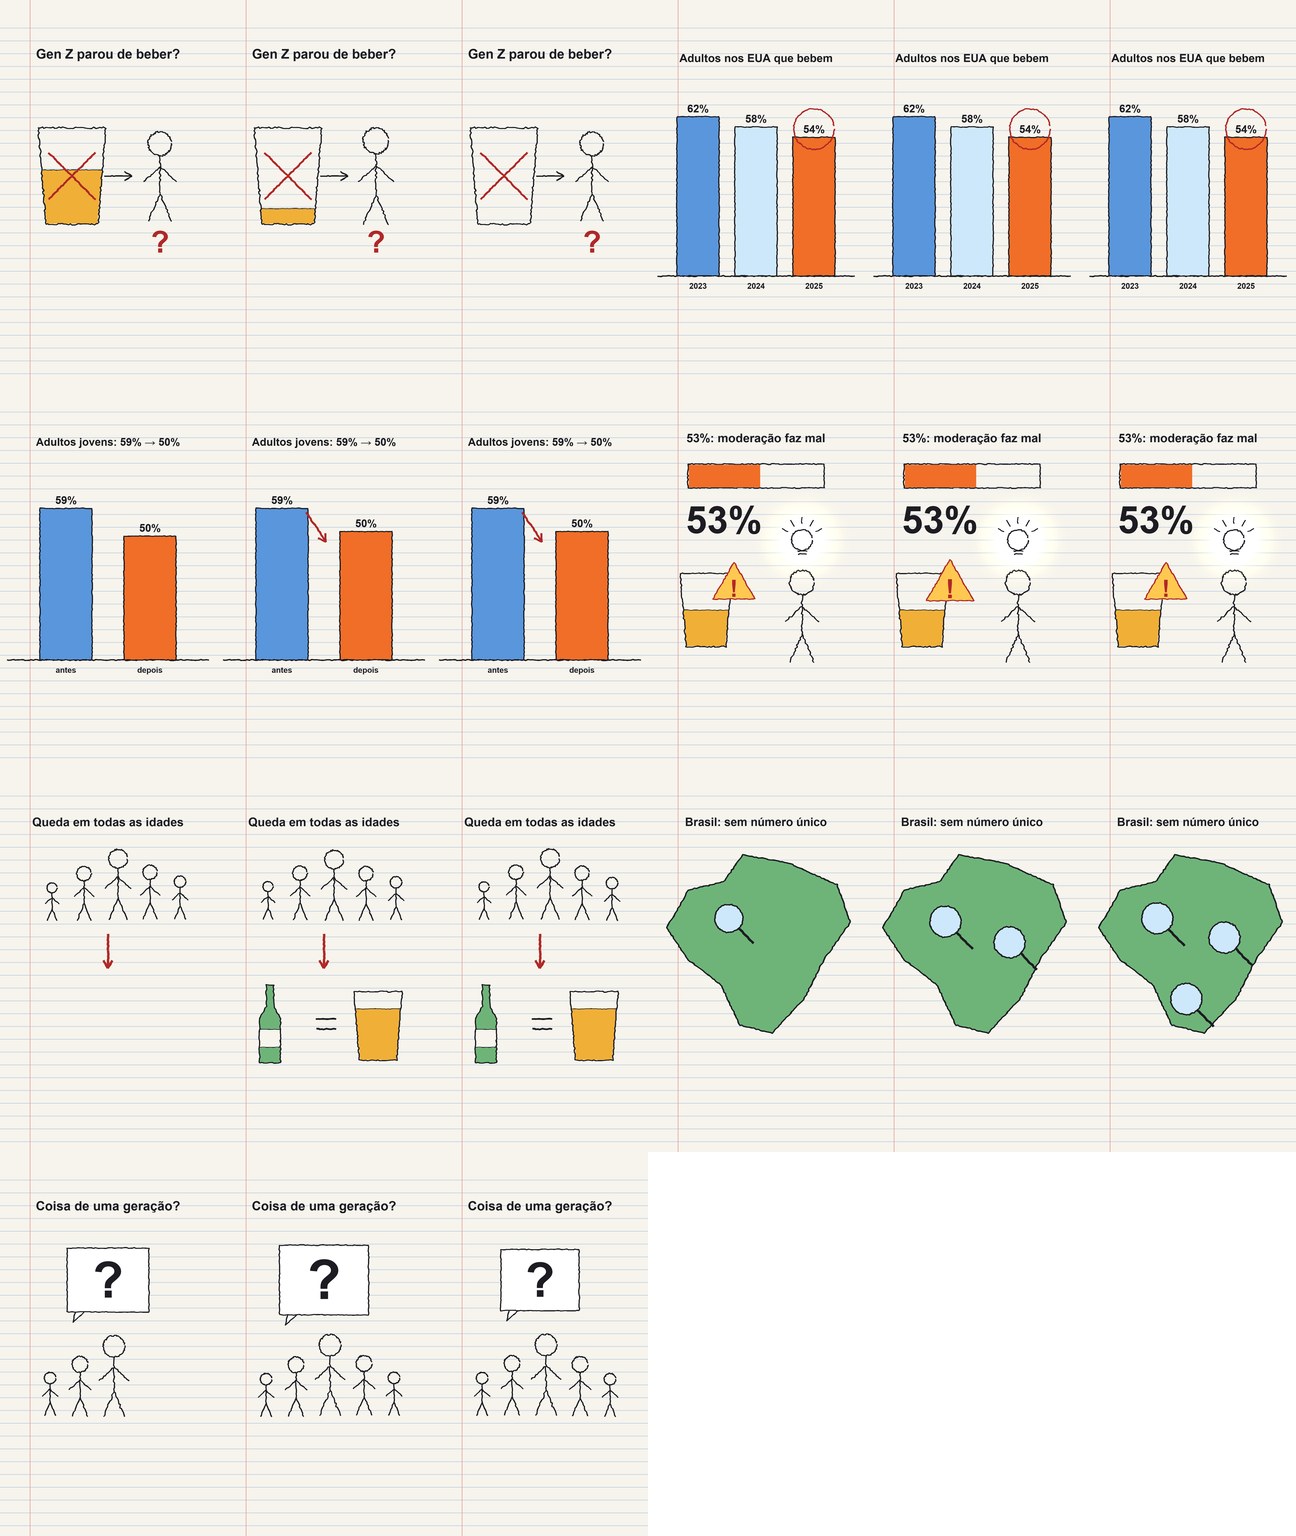 Gen Z parou de beber?
?
Gen Z parou de beber?
?
Gen Z parou de beber?
?
Adultos nos EUA que bebem
62%
58%
54%
2023
2024
2025
Adultos nos EUA que bebem
62%
58%
54%
2023
2024
2025
Adultos nos EUA que bebem
62%
58%
54%
2023
2024
2025
Adultos jovens: 59% → 50%
59%
50%
antes
depois
Adultos jovens: 59% → 50%
59%
50%
antes
depois
Adultos jovens: 59% → 50%
59%
50%
antes
depois
53%: moderação faz mal
53%
!
53%: moderação faz mal
53%
!
53%: moderação faz mal
53%
!
Queda em todas as idades
Queda em todas as idades
=
Queda em todas as idades
=
Brasil: sem número único
Brasil: sem número único
Brasil: sem número único
Coisa de uma geração?
?
Coisa de uma geração?
?
Coisa de uma geração?
?